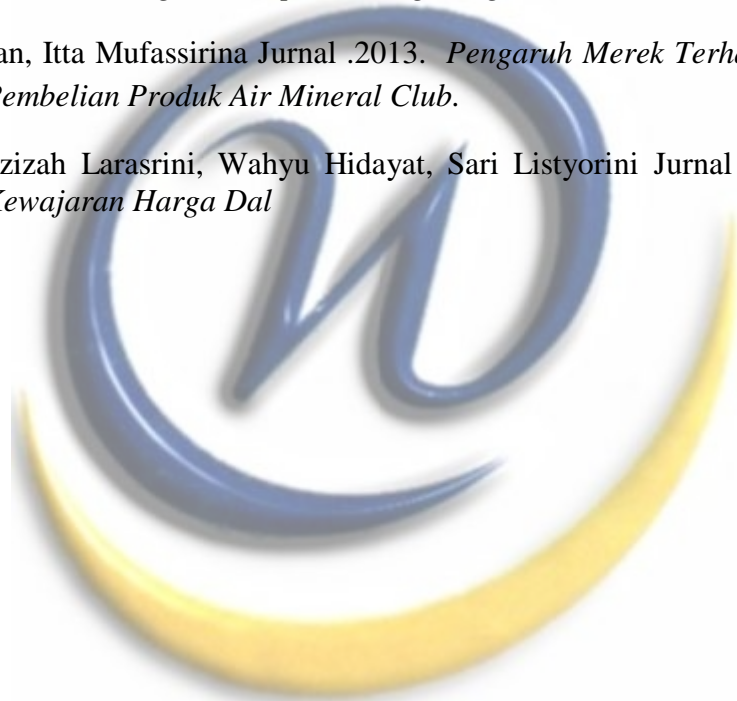 an, Itta Mufassirina Jurnal .2013. Pengaruh Merek Terha
Pembelian Produk Air Mineral Club.
zizah Larasrini, Wahyu Hidayat, Sari Listyorini Jurnal
Kewajaran Harga Dal